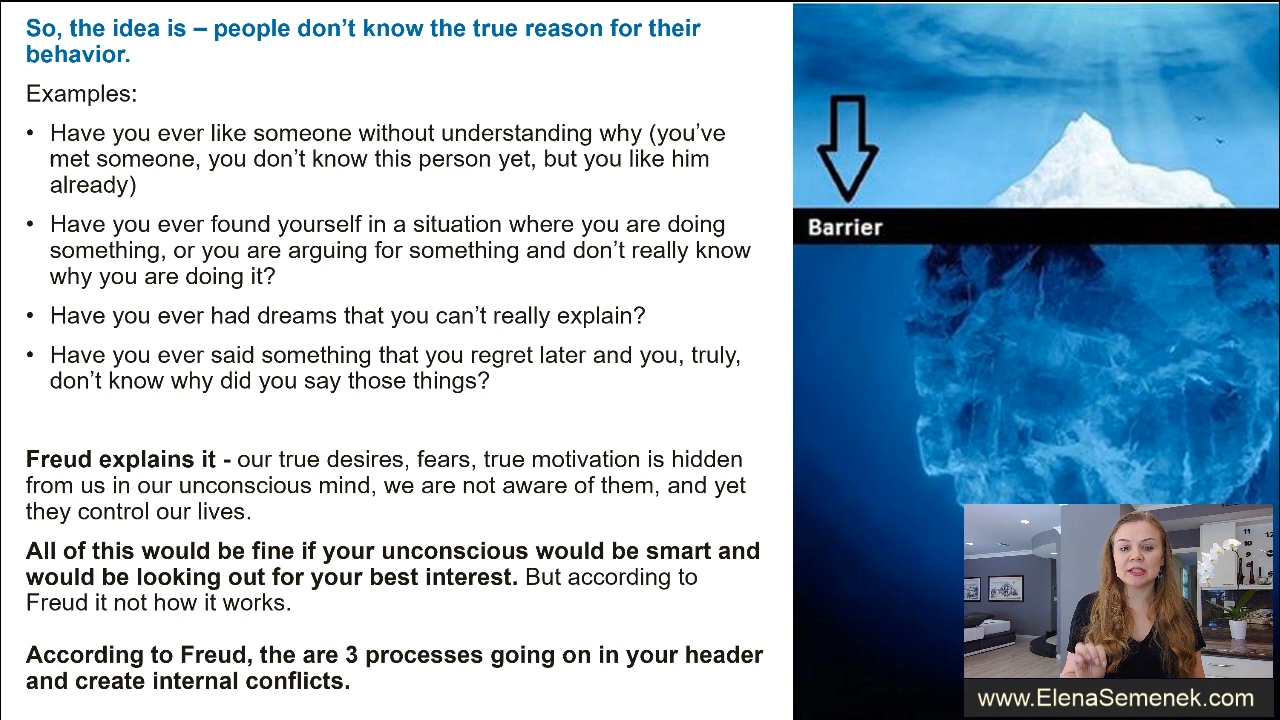 So, the idea is – people don’t know the true reason for their
behavior.
Examples:
• Have you ever like someone without understanding why (you’ve
met someone, you don’t know this person yet, but you like him
already)
• Have you ever found yourself in a situation where you are doing
something, or you are arguing for something and don’t really know
why you are doing it?
• Have you ever had dreams that you can’t really explain?
• Have you ever said something that you regret later and you, truly,
don’t know why did you say those things?
Freud explains it - our true desires, fears, true motivation is hidden
from us in our unconscious mind, we are not aware of them, and yet
they control our lives.
All of this would be fine if your unconscious would be smart and
would be looking out for your best interest. But according to
Freud it not how it works.
According to Freud, the are 3 processes going on in your header
and create internal conflicts.
Barrier
www.ElenaSemenek.com